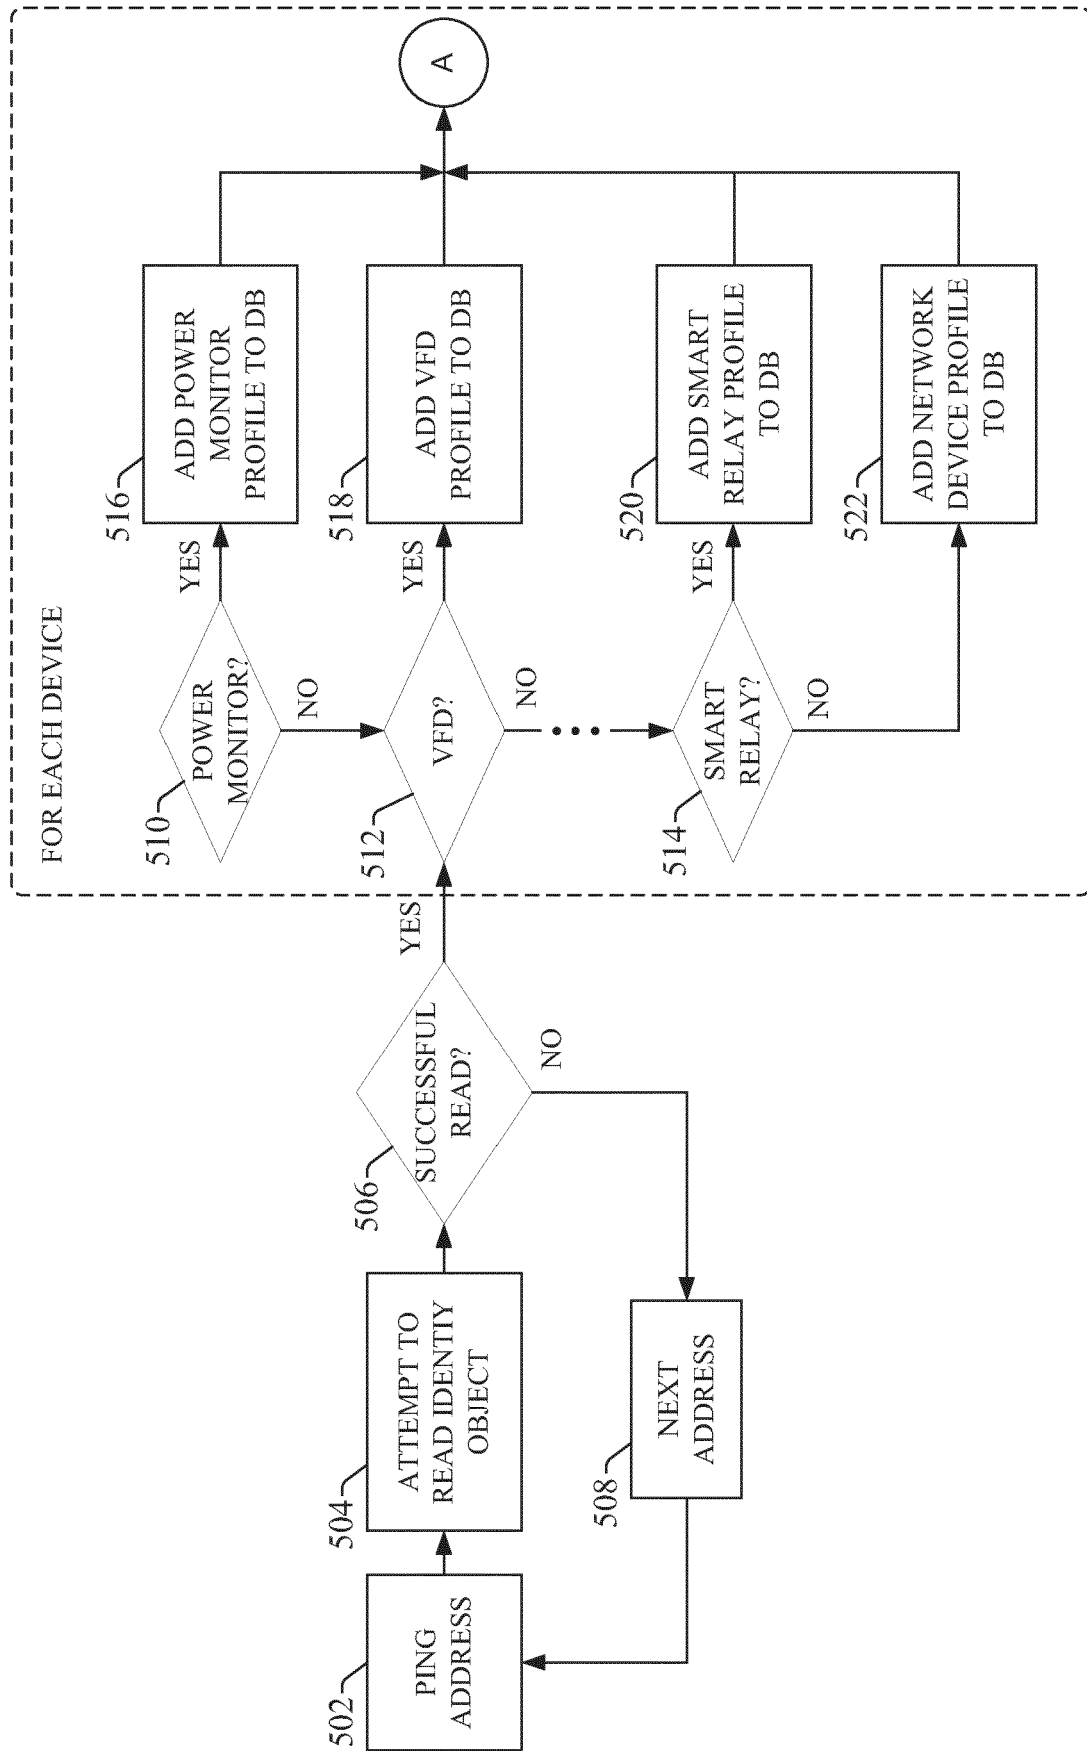 FOR EACH DEVICE
502
PING
ADDRESS
504
ATTEMPT TO
READ IDENTIY
OBJECT
506
SUCCESSFUL
READ?
YES
NO
508
NEXT
ADDRESS
510
POWER
MONITOR?
YES
NO
516
ADD POWER
MONITOR
PROFILE TO DB
512
VFD?
YES
NO
518
ADD VFD
PROFILE TO DB
514
SMART
RELAY?
YES
NO
520
ADD SMART
RELAY PROFILE
TO DB
522
ADD NETWORK
DEVICE PROFILE
TO DB
A